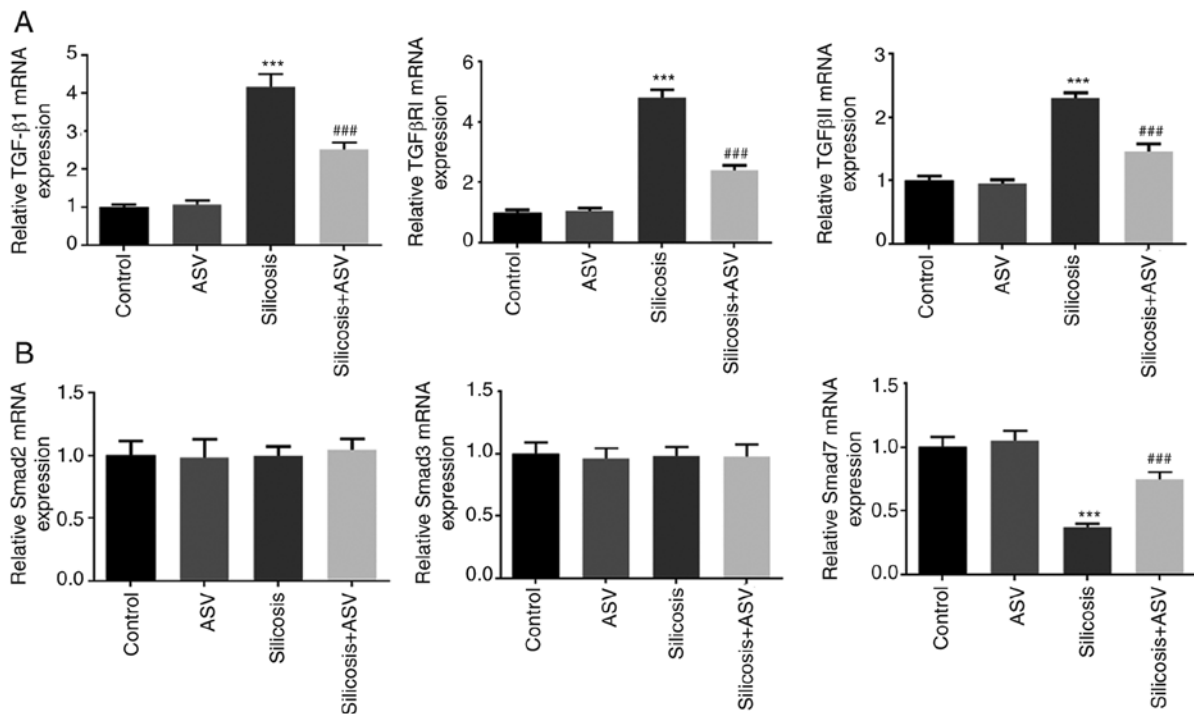 A
Relative TGF-β1 mRNA
expression
5
4
3
2
1
0
***
###
Control
ASV
Silicosis
Silicosis+ASV
Relative TGFβRI mRNA
expression
6
4
2
0
***
###
Control
ASV
Silicosis
Silicosis+ASV
Relative TGFβII mRNA
expression
3
2
1
0
***
###
Control
ASV
Silicosis
Silicosis+ASV
B
Relative Smad2 mRNA
expression
1.5
1.0
0.5
0.0
Control
ASV
Silicosis
Silicosis+ASV
Relative Smad3 mRNA
expression
1.5
1.0
0.5
0.0
Control
ASV
Silicosis
Silicosis+ASV
Relative Smad7 mRNA
expression
1.5
1.0
0.5
0.0
***
###
Control
ASV
Silicosis
Silicosis+ASV